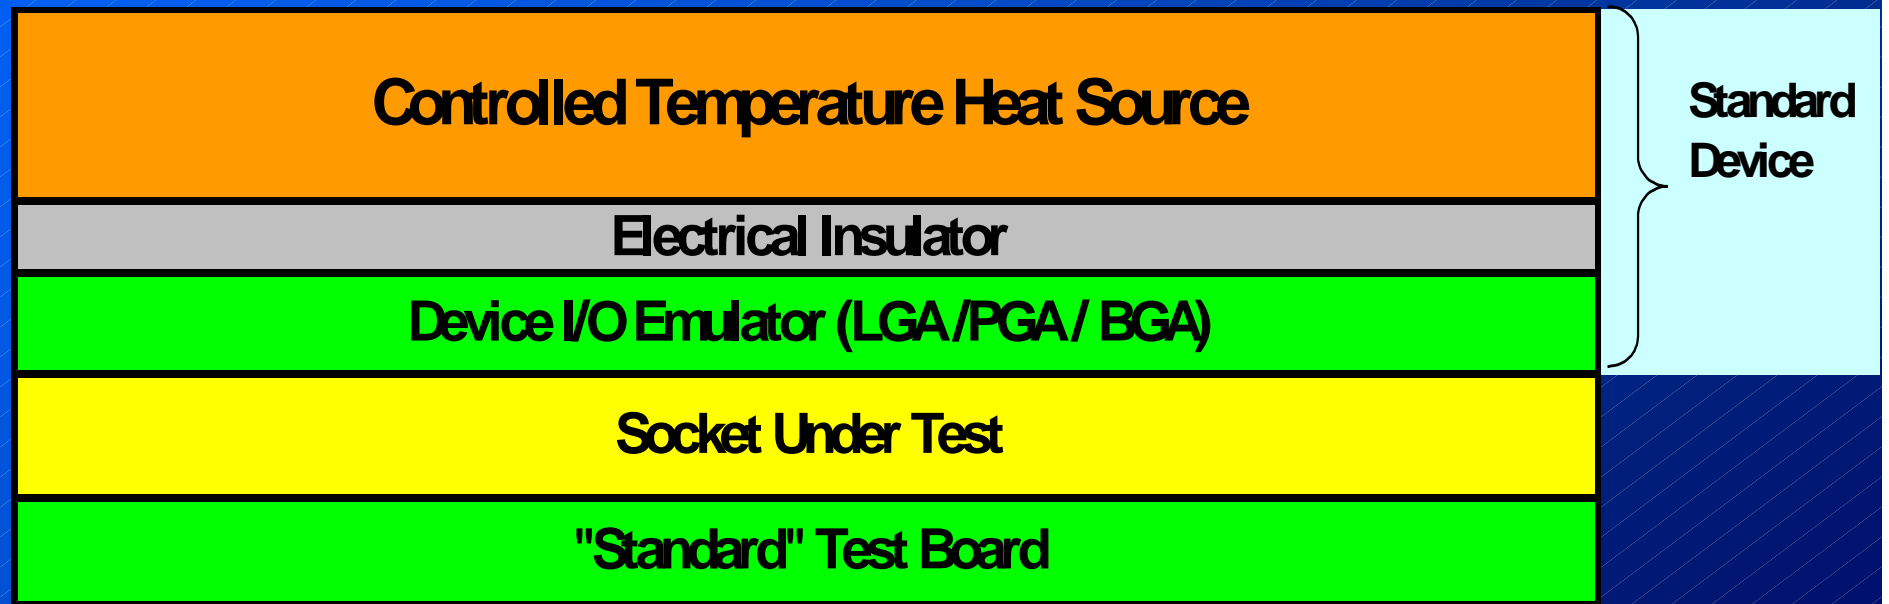 Controlled Temperature Heat Source
Standard
Device
Electrical Insulator
Device I/O Emulator (LGA/PGA/ BGA)
Socket Under Test
"Standard" Test Board